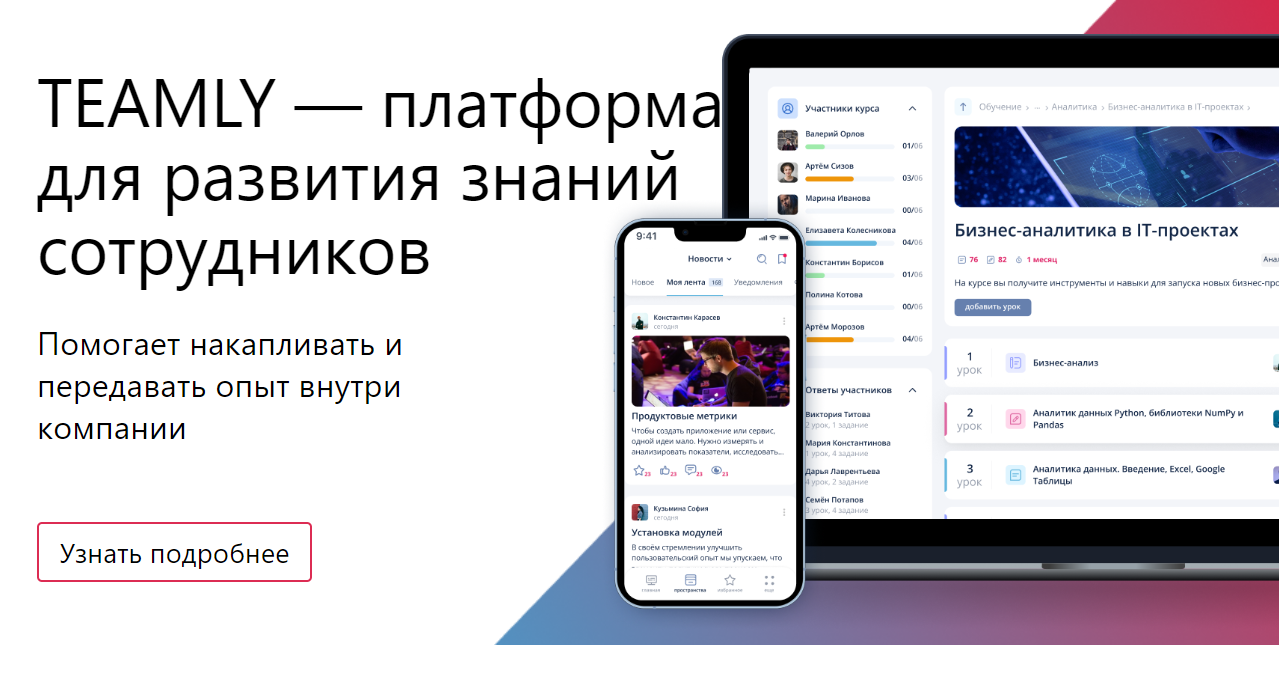 TEAMLY — платформа
для развития знаний
сотрудников
Помогает накапливать и
передавать опыт внутри
компании
Узнать подробнее
9:41
Новости
Новое Моя лента 168 Уведомления
Константин Карасев
сегодня
Продуктовые метрики
Чтобы создать приложение или сервис,
одной идеи мало. Нужно измерять и
анализировать показатели, исследовать...
23 23 23 23
Кузьмина София
сегодня
Установка модулей
В своём стремлении улучшить
пользовательский опыт мы упускаем, что
главная пространства избранное еще
Участники курса
Валерий Орлов
01/06
Артём Сизов
03/06
Марина Иванова
00/06
Елизавета Колесникова
04/06
Константин Борисов
01/06
Полина Котова
00/06
Артём Морозов
04/06
Ответы участников
Виктория Титова
2 урок, 1 задание
Мария Константинова
1 урок, 4 задание
Дарья Лаврентьева
4 урок, 2 задание
Семён Потапов
3 урок, 4 задание
Обучение › ... › Аналитика › Бизнес-аналитика в IT-проектах ›
Бизнес-аналитика в IT-проектах
76 82 1 месяц
На курсе вы получите инструменты и навыки для запуска новых бизнес-про
добавить урок
1
урок
Бизнес-анализ
2
урок
Аналитик данных Python, библиотеки NumPy и
Pandas
3
урок
Аналитика данных. Введение, Excel, Google
Таблицы